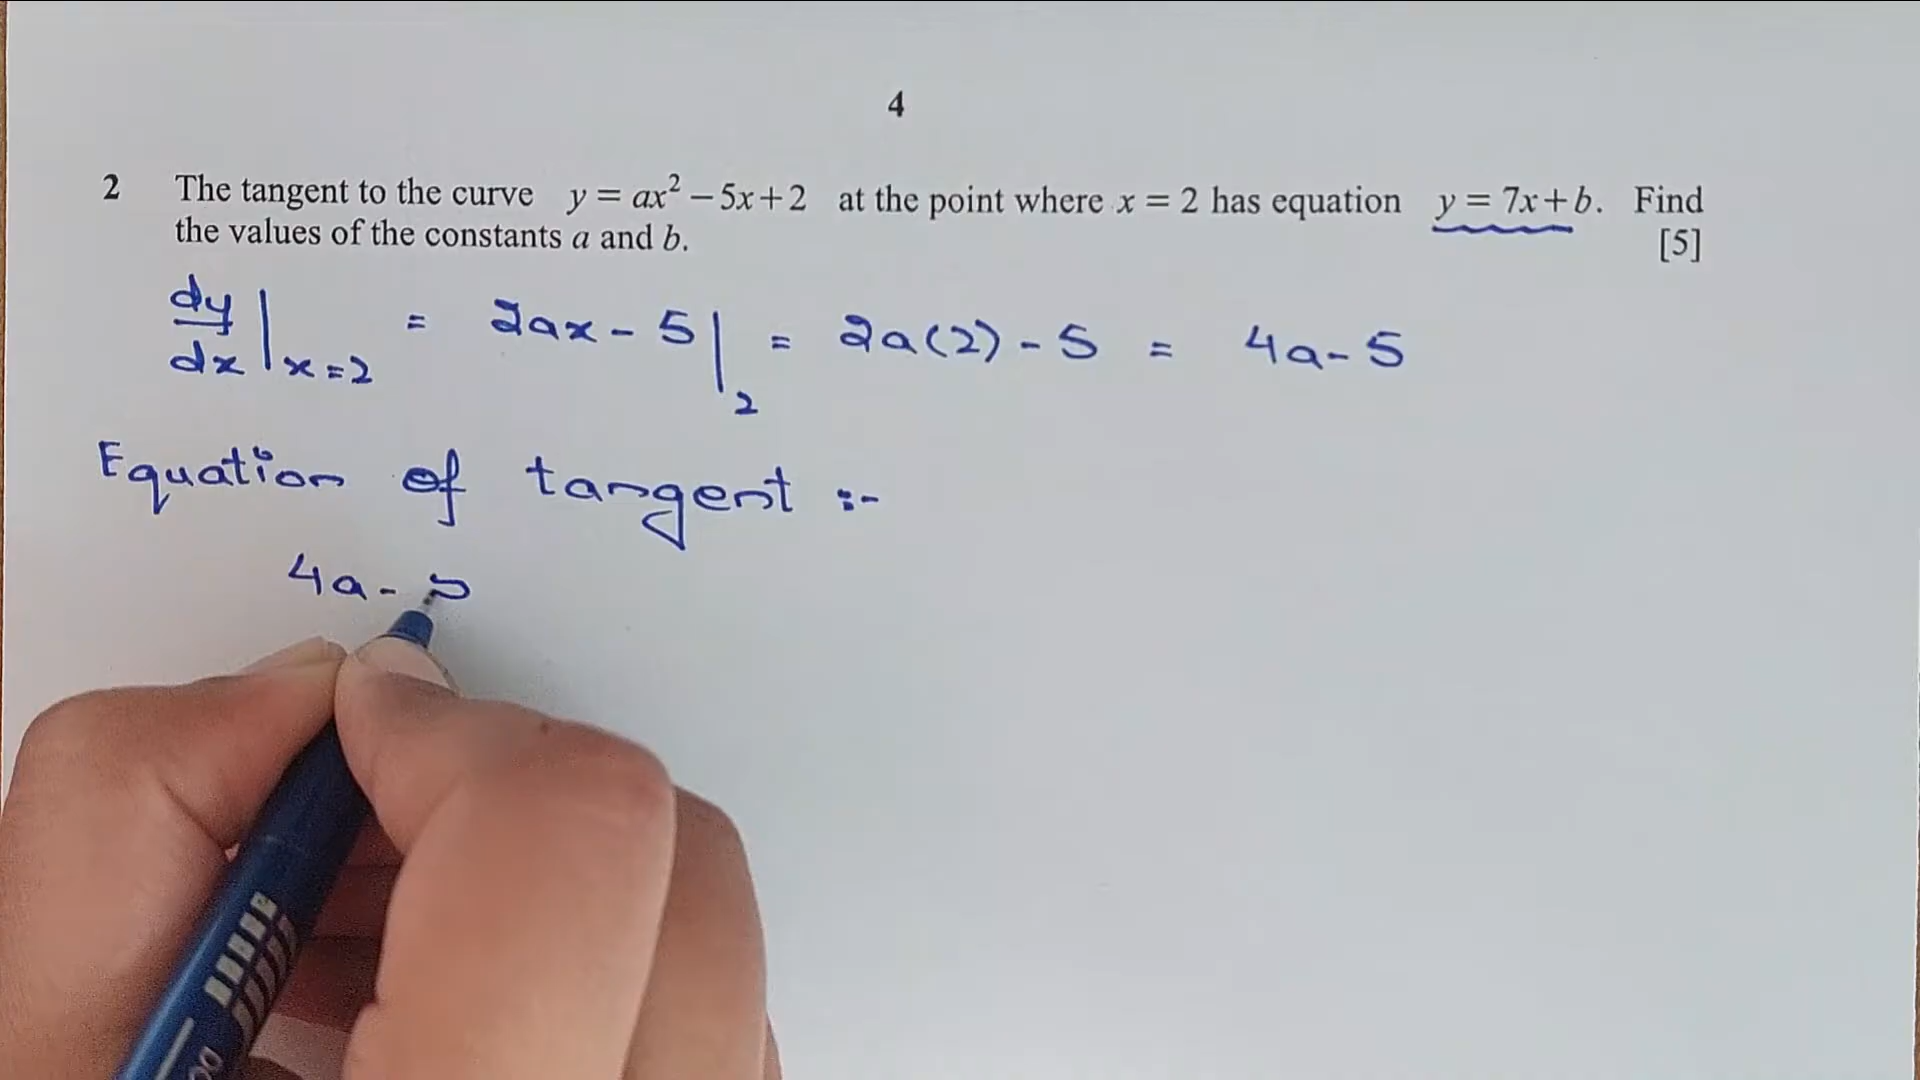 4
2 The tangent to the curve y = ax² − 5x + 2 at the point where x = 2 has equation y = 7x + b. Find
the values of the constants a and b. [5]
dy/dx |x=2 = 2ax - 5 |2 = 2a(2) - 5 = 4a - 5
Equation of tangent :-
4a - 5